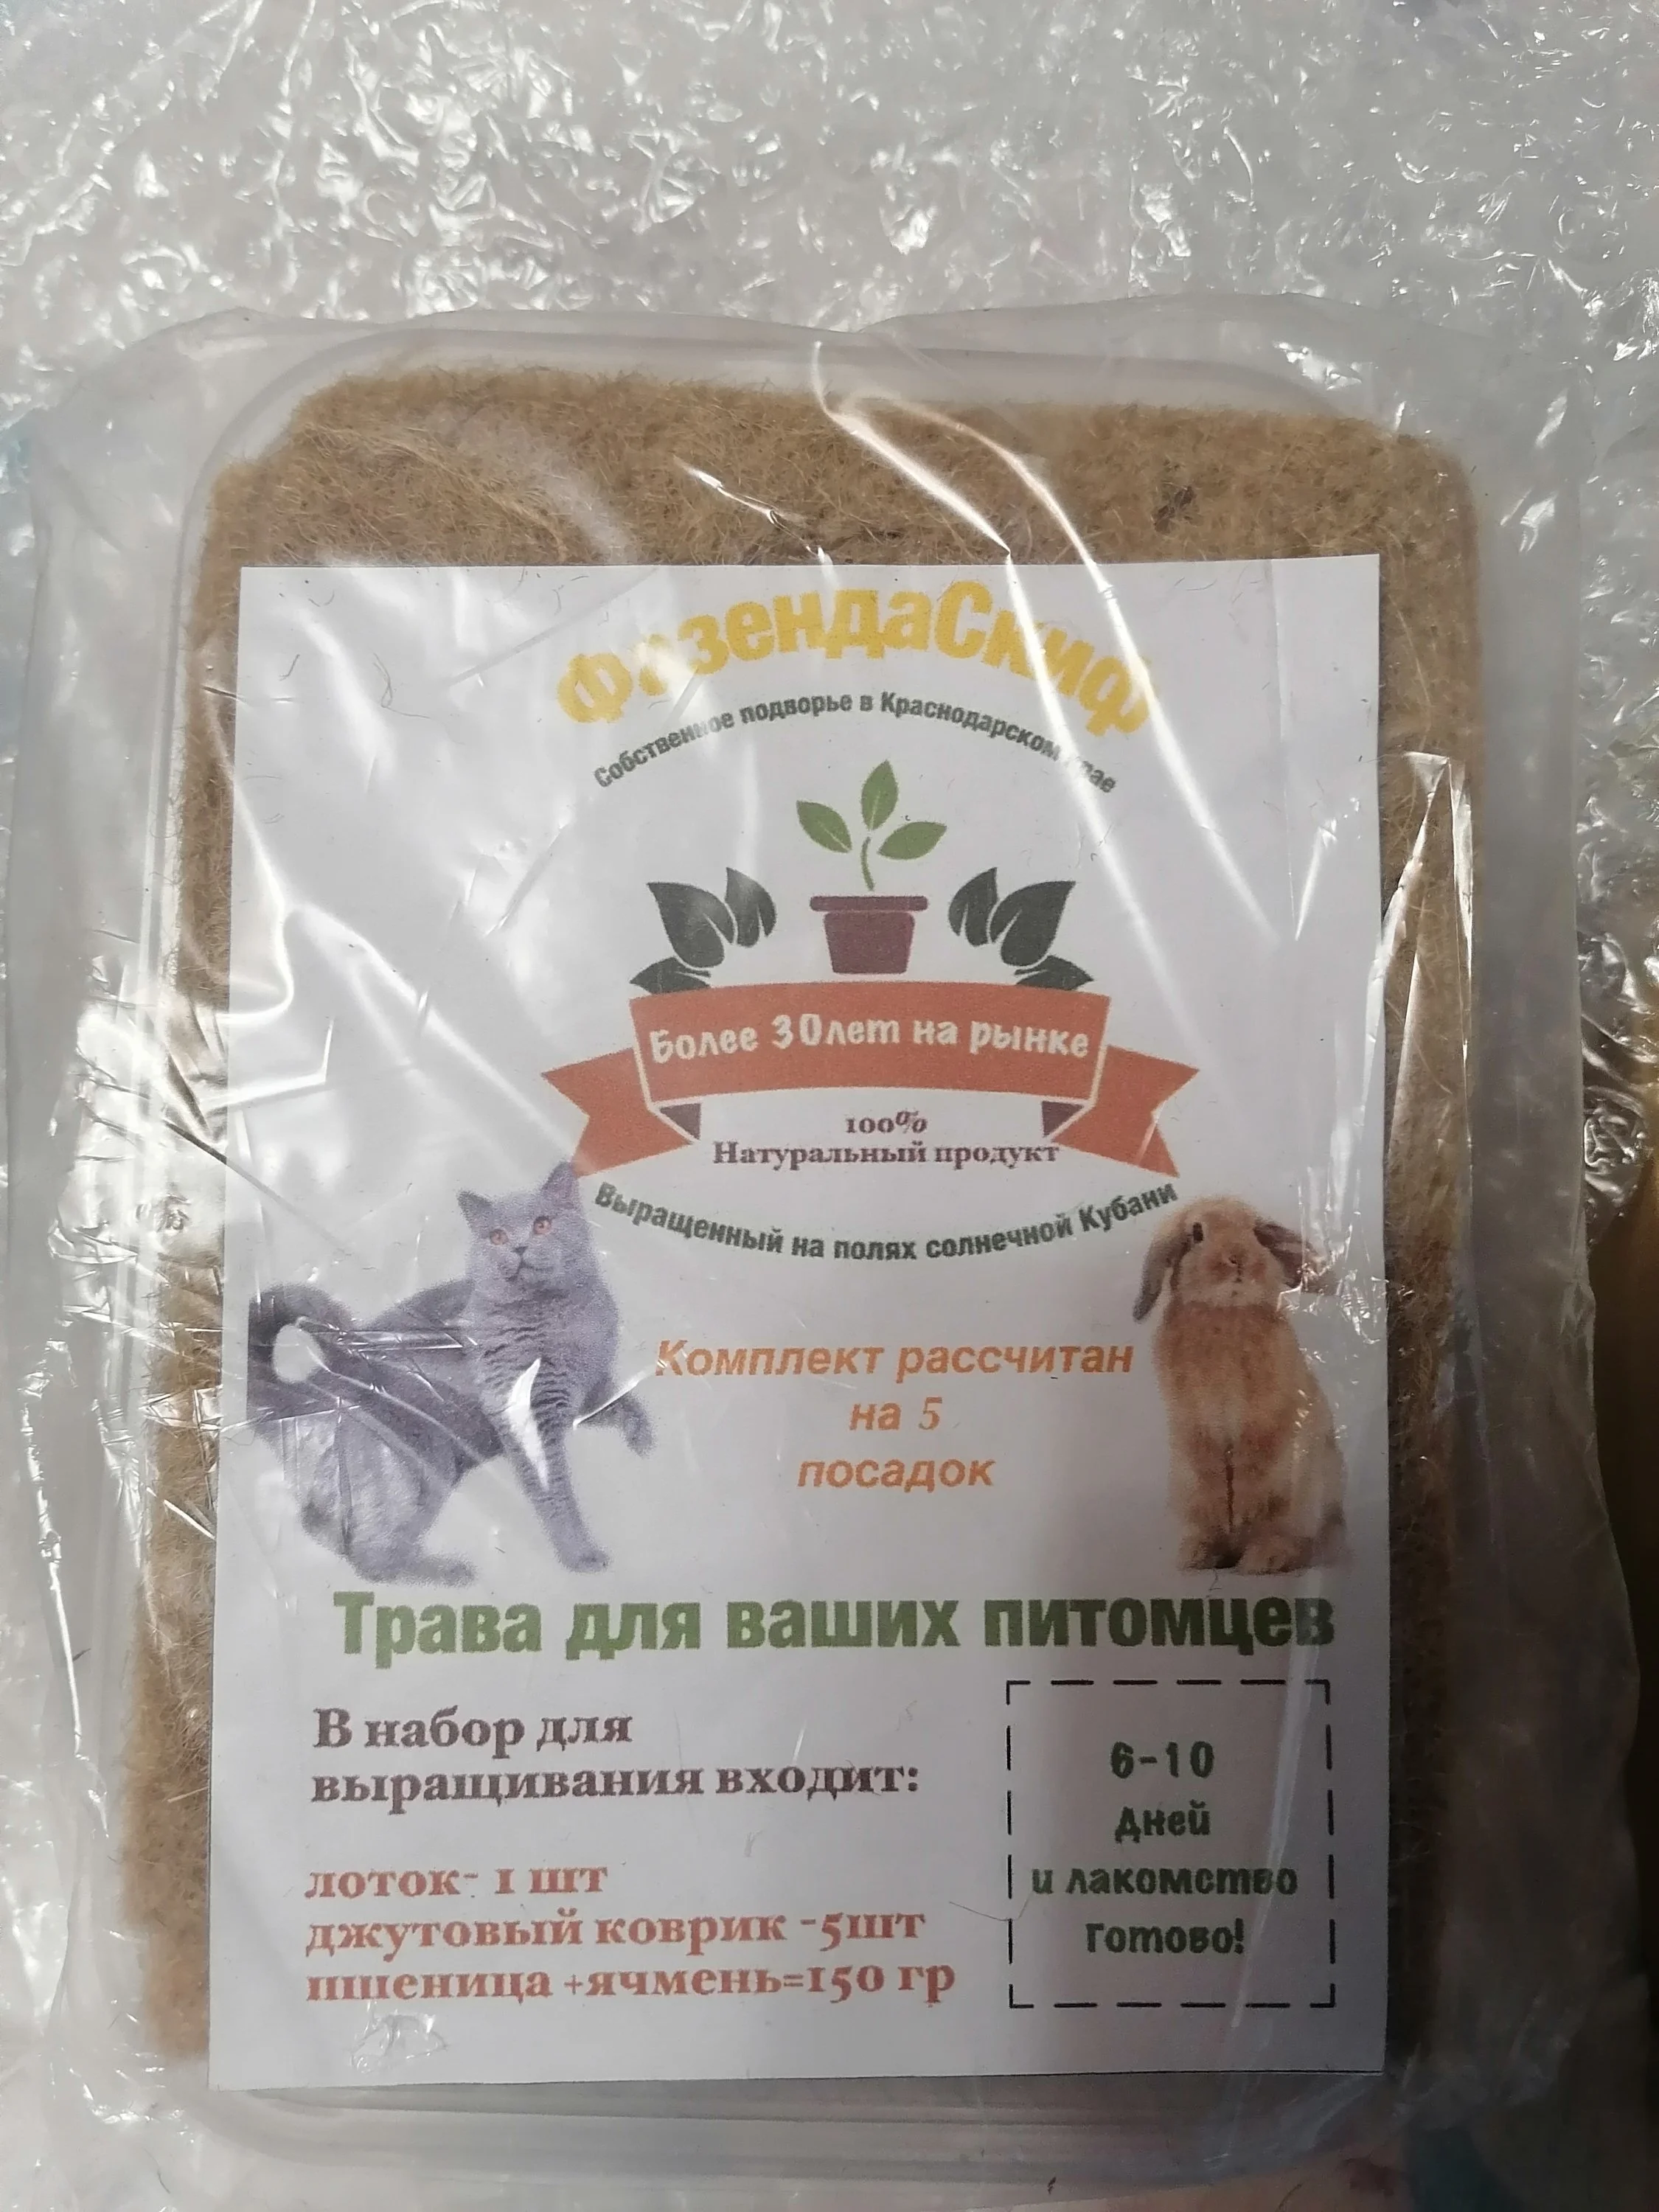 ФазендаСкиф
Собственное подворье в Краснодарском крае
Более 30лет на рынке
100%
Натуральный продукт
Выращенный на полях солнечной Кубани
Комплект рассчитан
на 5
посадок
Трава для ваших питомцев
В набор для
выращивания входит:
лоток- 1 шт
джутовый коврик -5шт
пшеница +ячмень=150 гр
6-10
Дней
и лакомство
Готово!